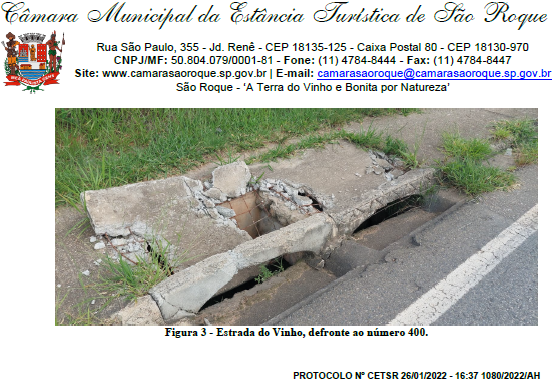 Câmara Municipal da Estância Turística de São Roque
Rua São Paulo, 355 - Jd. Renê - CEP 18135-125 - Caixa Postal 80 - CEP 18130-970
CNPJ/MF: 50.804.079/0001-81 - Fone: (11) 4784-8444 - Fax: (11) 4784-8447
Site: www.camarasaoroque.sp.gov.br | E-mail: camarasaoroque@camarasaoroque.sp.gov.br
São Roque - 'A Terra do Vinho e Bonita por Natureza'
Figura 3 - Estrada do Vinho, defronte ao número 400.
PROTOCOLO Nº CETSR 26/01/2022 - 16:37 1080/2022/AH